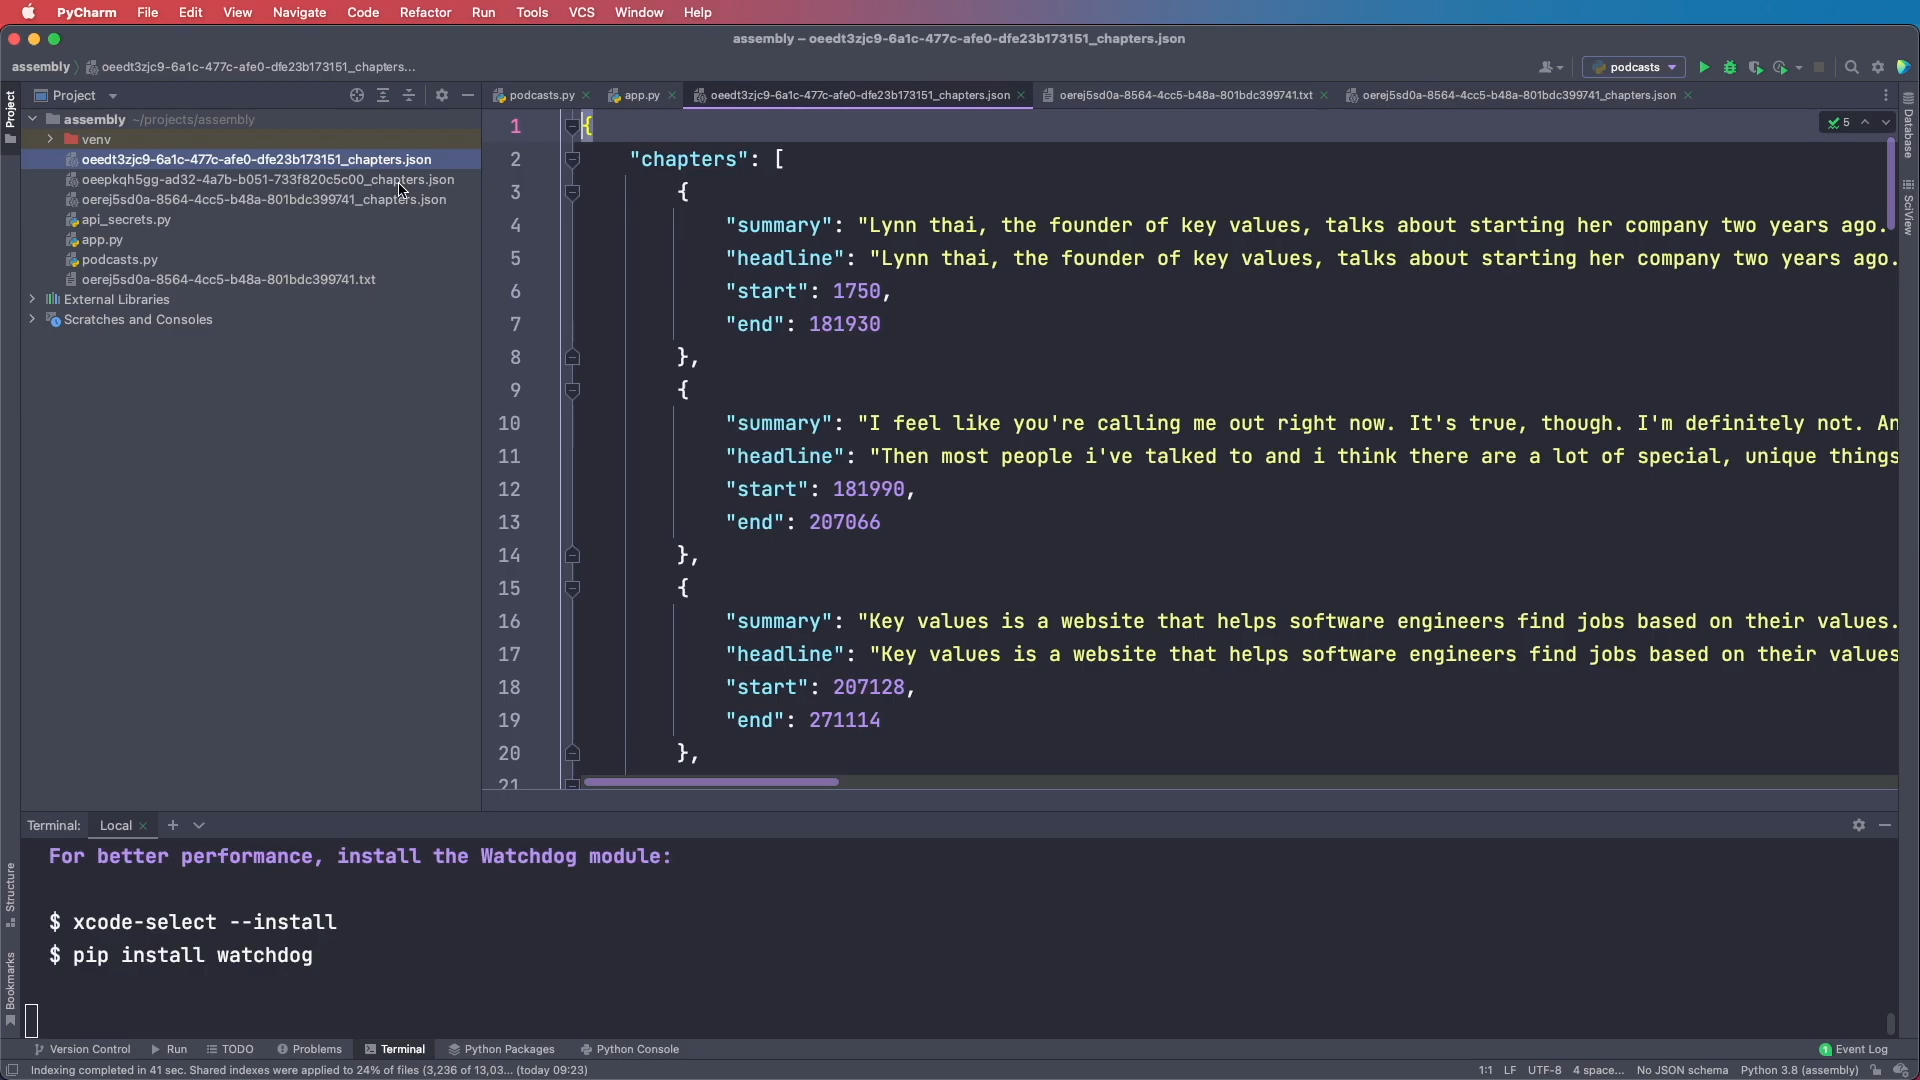 PyCharm File Edit View Navigate Code Refactor Run Tools VCS Window Help
assembly – oeedt3zjc9-6a1c-477c-afe0-dfe23b173151_chapters.json
assembly oeedt3zjc9-6a1c-477c-afe0-dfe23b173151_chapters... podcasts
Project podcasts.py app.py oeedt3zjc9-6a1c-477c-afe0-dfe23b173151_chapters.json oerej5sd0a-8564-4cc5-b48a-801bdc399741.txt oerej5sd0a-8564-4cc5-b48a-801bdc399741_chapters.json
Project
Database
SciView
Structure
Bookmarks
assembly ~/projects/assembly
venv
oeedt3zjc9-6a1c-477c-afe0-dfe23b173151_chapters.json
oeepkqh5gg-ad32-4a7b-b051-733f820c5c00_chapters.json
oerej5sd0a-8564-4cc5-b48a-801bdc399741_chapters.json
api_secrets.py
app.py
podcasts.py
oerej5sd0a-8564-4cc5-b48a-801bdc399741.txt
External Libraries
Scratches and Consoles
5
1 {
2 "chapters": [
3 {
4 "summary": "Lynn thai, the founder of key values, talks about starting her company two years ago.
5 "headline": "Lynn thai, the founder of key values, talks about starting her company two years ago.
6 "start": 1750,
7 "end": 181930
8 },
9 {
10 "summary": "I feel like you're calling me out right now. It's true, though. I'm definitely not. An
11 "headline": "Then most people i've talked to and i think there are a lot of special, unique things
12 "start": 181990,
13 "end": 207066
14 },
15 {
16 "summary": "Key values is a website that helps software engineers find jobs based on their values.
17 "headline": "Key values is a website that helps software engineers find jobs based on their values
18 "start": 207128,
19 "end": 271114
20 },
21
Terminal: Local
For better performance, install the Watchdog module:
$ xcode-select --install
$ pip install watchdog
Version Control Run TODO Problems Terminal Python Packages Python Console 1 Event Log
Indexing completed in 41 sec. Shared indexes were applied to 24% of files (3,236 of 13,03... (today 09:23) 1:1 LF UTF-8 4 space... No JSON schema Python 3.8 (assembly)